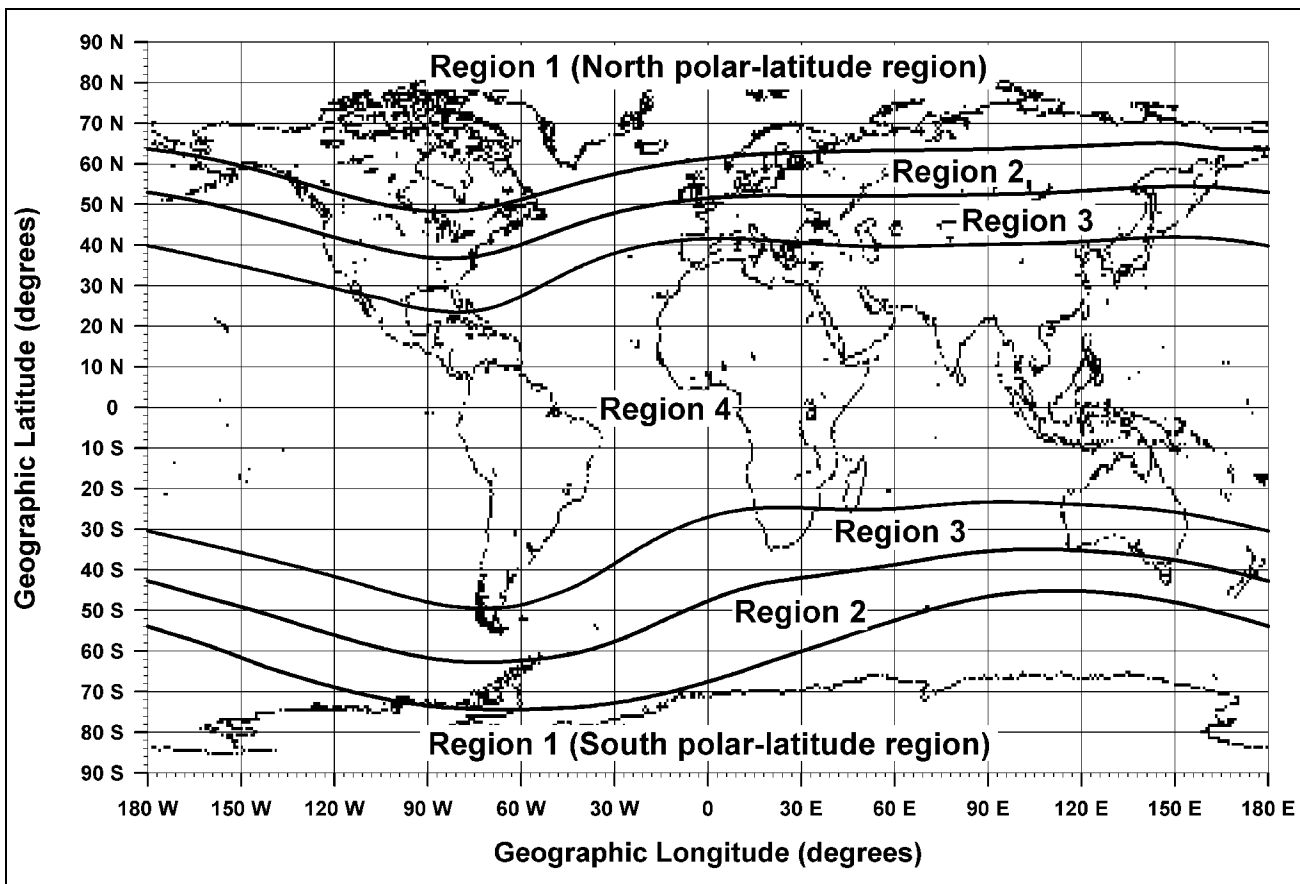 90 N
80 N
70 N
60 N
50 N
40 N
30 N
20 N
10 N
0
10 S
20 S
30 S
40 S
50 S
60 S
70 S
80 S
90 S
Geographic Latitude (degrees)
Region 1 (North polar-latitude region)
Region 2
Region 3
Region 4
Region 3
Region 2
Region 1 (South polar-latitude region)
180 W 150 W 120 W 90 W 60 W 30 W 0 30 E 60 E 90 E 120 E 150 E 180 E
Geographic Longitude (degrees)